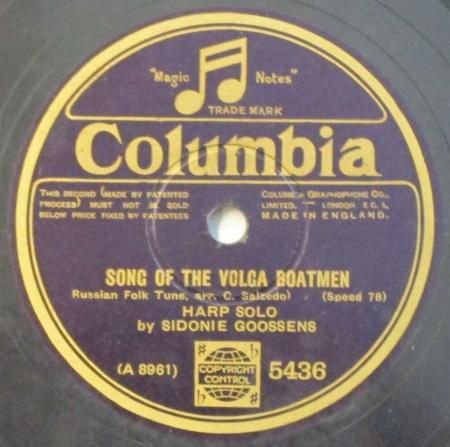 "Magic Notes"
TRADE MARK
Columbia
THIS RECORD (MADE BY PATENTED
PROCESS) MUST NOT BE SOLD
BELOW PRICE FIXED BY PATENTEES
COLUMBIA GRAPHOPHONE CO.,
LIMITED. — LONDON E.C. 1,
MADE IN ENGLAND.
SONG OF THE VOLGA BOATMEN
Russian Folk Tune, arr. C. Salzedo) (Speed 78)
HARP SOLO
by SIDONIE GOOSSENS
(A 8961)
COPYRIGHT
CONTROL
5436